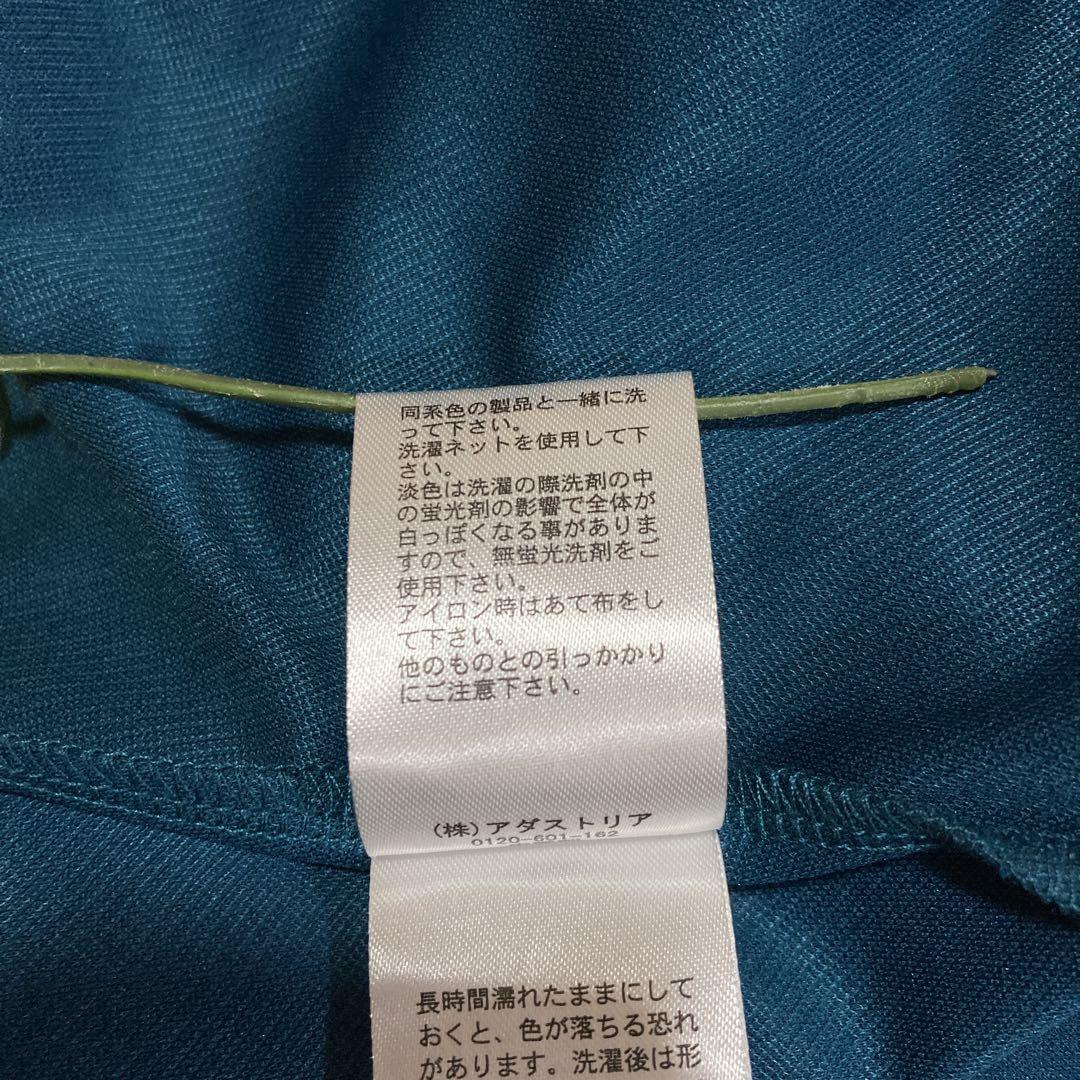 同系色の製品と一緒に洗
って下さい。
洗濯ネットを使用して下
さい。
淡色は洗濯の際洗剤の中
の蛍光剤の影響で全体が
白っぽくなる事がありま
すので、無蛍光洗剤をご
使用下さい。
アイロン時はあて布をし
て下さい。
他のものとの引っかかり
にご注意下さい。
(株)アダストリア
0120-601-162
長時間濡れたままにして
おくと、色が落ちる恐れ
があります。洗濯後は形